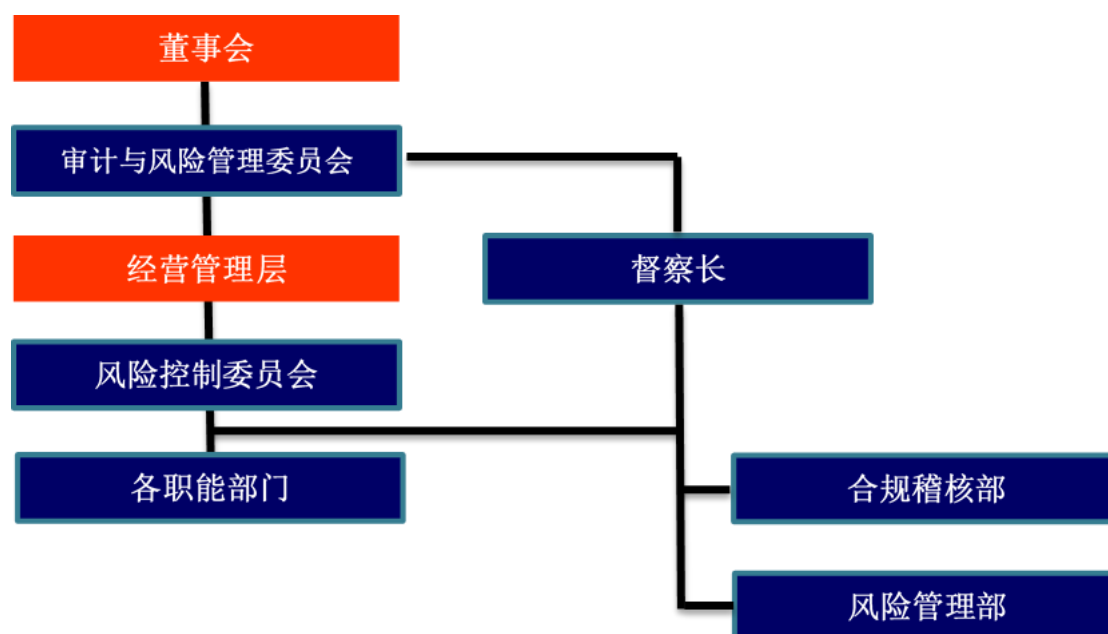 董事会
审计与风险管理委员会
经营管理层
督察长
风险控制委员会
各职能部门
合规稽核部
风险管理部